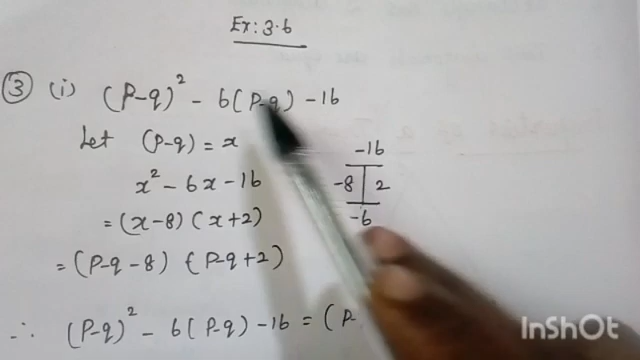 Ex: 3.6
③ (i) (P-q)² - 6(P-q) -16
Let (P-q) = x
x² - 6x - 16
= (x-8) (x+2)
= (P-q-8) (P-q+2)
-16
-8 2
-6
∴ (P-q)² - 6(P-q) -16 = (P-
InShOt